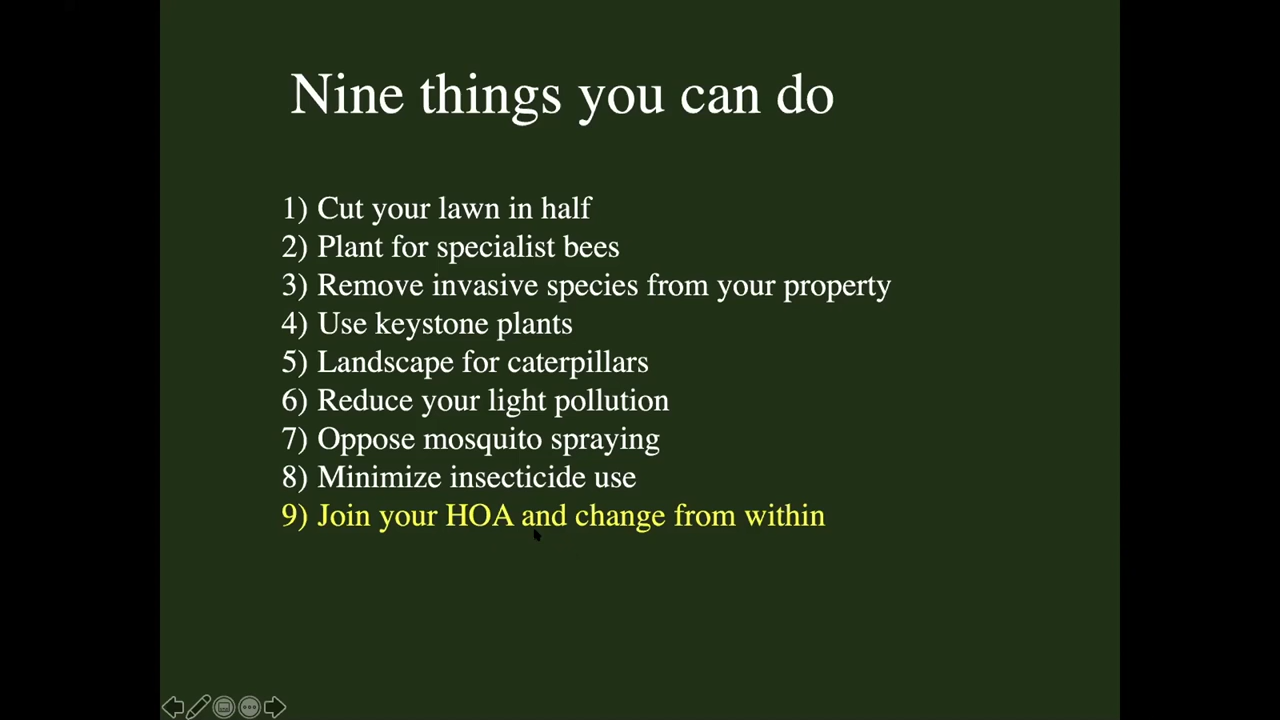 Nine things you can do
1) Cut your lawn in half
2) Plant for specialist bees
3) Remove invasive species from your property
4) Use keystone plants
5) Landscape for caterpillars
6) Reduce your light pollution
7) Oppose mosquito spraying
8) Minimize insecticide use
9) Join your HOA and change from within